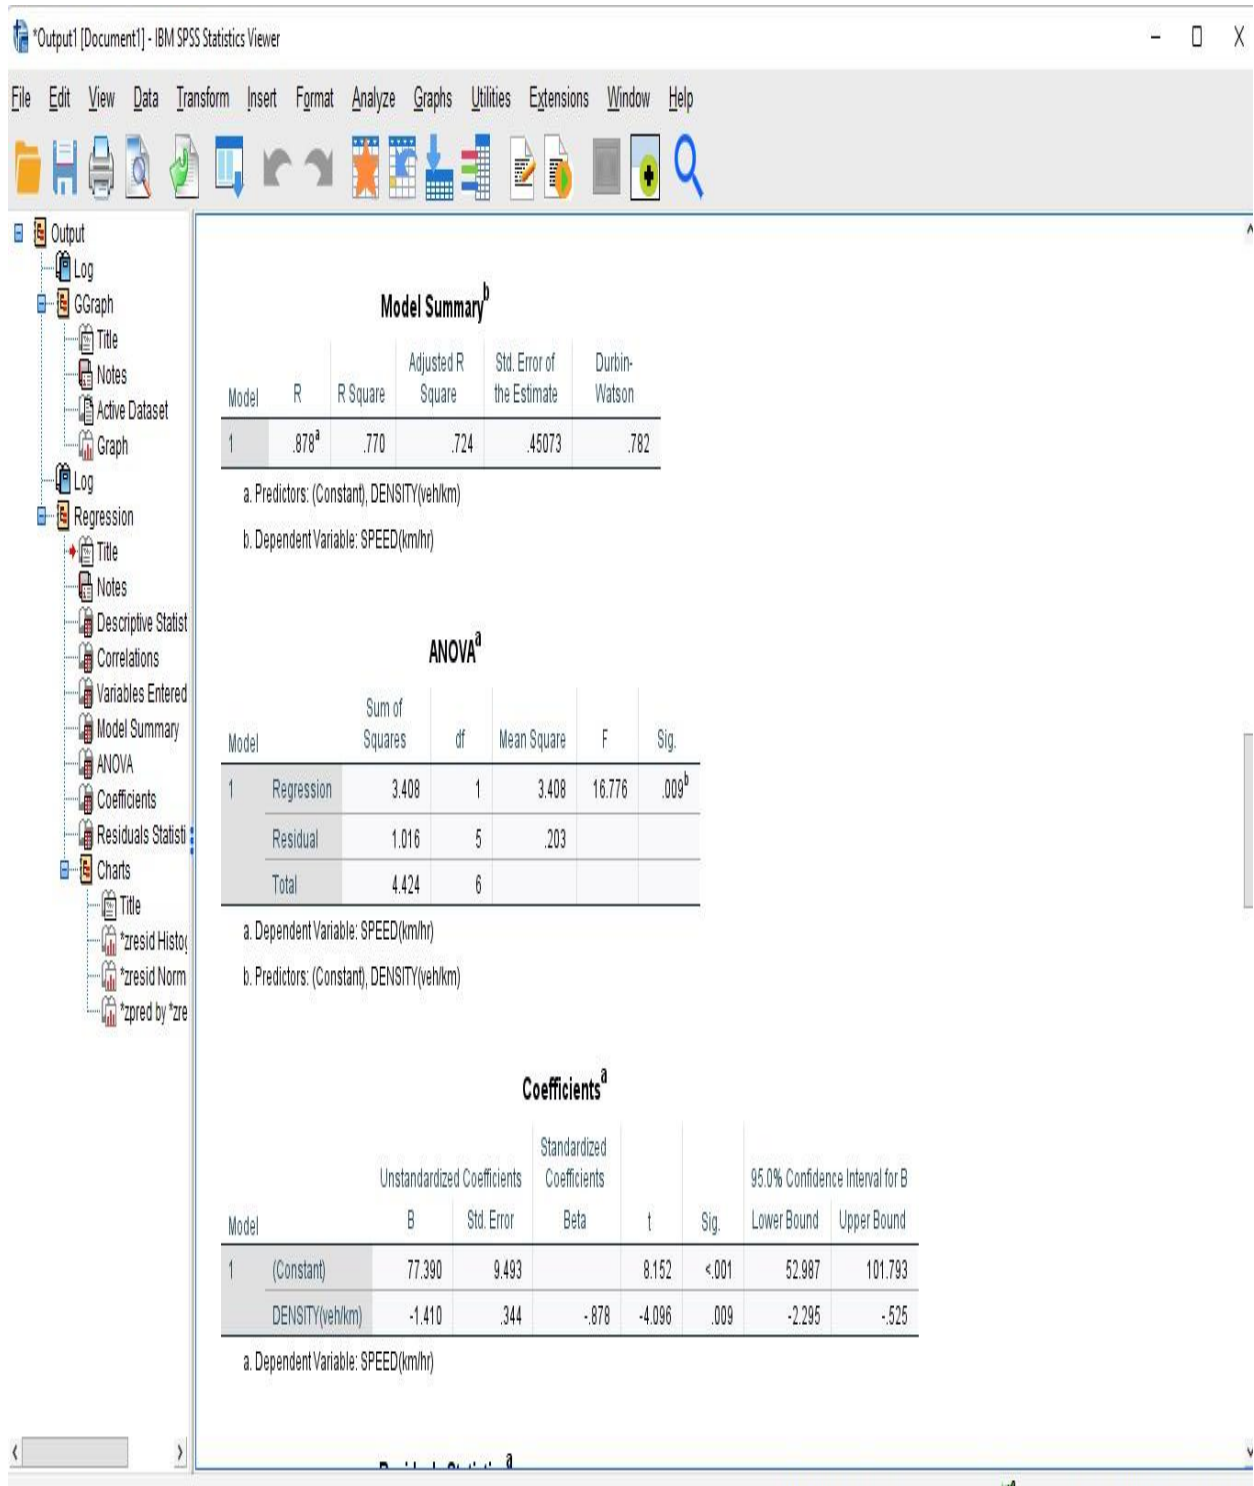 *Output1 [Document1] - IBM SPSS Statistics Viewer
File Edit View Data Transform Insert Format Analyze Graphs Utilities Extensions Window Help
Output
Log
GGraph
Title
Notes
Active Dataset
Graph
Log
Regression
Title
Notes
Descriptive Statist
Correlations
Variables Entered
Model Summary
ANOVA
Coefficients
Residuals Statisti
Charts
Title
*zresid Histog
*zresid Norm
*zpred by *zre
Model Summaryb
Model R R Square Adjusted R Square Std. Error of the Estimate Durbin-Watson
1 .878a .770 .724 .45073 .782
a. Predictors: (Constant), DENSITY(veh/km)
b. Dependent Variable: SPEED(km/hr)
ANOVAa
Model Sum of Squares df Mean Square F Sig.
1 Regression 3.408 1 3.408 16.776 .009b
Residual 1.016 5 .203
Total 4.424 6
a. Dependent Variable: SPEED(km/hr)
b. Predictors: (Constant), DENSITY(veh/km)
Coefficientsa
Unstandardized Coefficients Standardized Coefficients 95.0% Confidence Interval for B
Model B Std. Error Beta t Sig. Lower Bound Upper Bound
1 (Constant) 77.390 9.493 8.152 <.001 52.987 101.793
DENSITY(veh/km) -1.410 .344 -.878 -4.096 .009 -2.295 -.525
a. Dependent Variable: SPEED(km/hr)